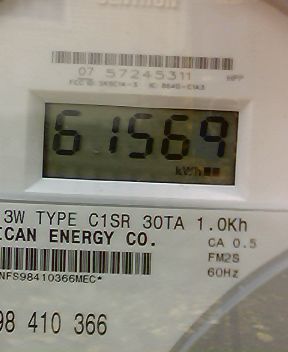 07 57245311
61569
kWh
3W TYPE C1SR 30TA 1.0Kh
ICAN ENERGY CO.
CA 0.5
FM2S
60Hz
NFS98410366MEC*
98 410 366